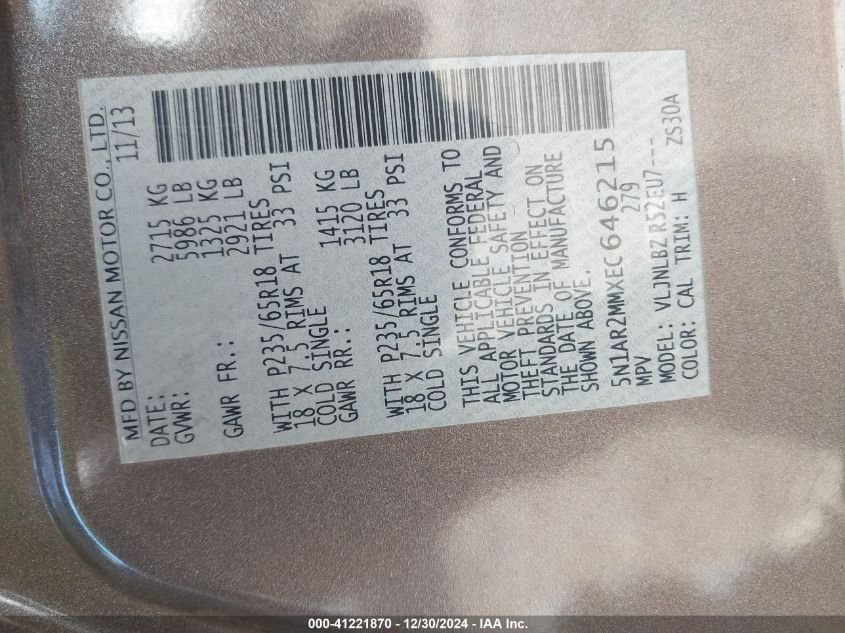 MFD BY NISSAN MOTOR CO., LTD.
DATE: 11/13
GVWR: 2715 KG
5986 LB
GAWR FR.: 1325 KG
2921 LB
WITH P235/65R18 TIRES
18 X 7.5 RIMS AT 33 PSI
COLD SINGLE
GAWR RR.: 1415 KG
3120 LB
WITH P235/65R18 TIRES
18 X 7.5 RIMS AT 33 PSI
COLD SINGLE
THIS VEHICLE CONFORMS TO
ALL APPLICABLE FEDERAL
MOTOR VEHICLE SAFETY AND
THEFT PREVENTION
STANDARDS IN EFFECT ON
THE DATE OF MANUFACTURE
SHOWN ABOVE.
5N1AR2MMXEC646215
MPV 279
MODEL: VLJNLBZ R52EU7---
COLOR: CAL TRIM: H ZS30A
000-41221870 - 12/30/2024 - IAA Inc.